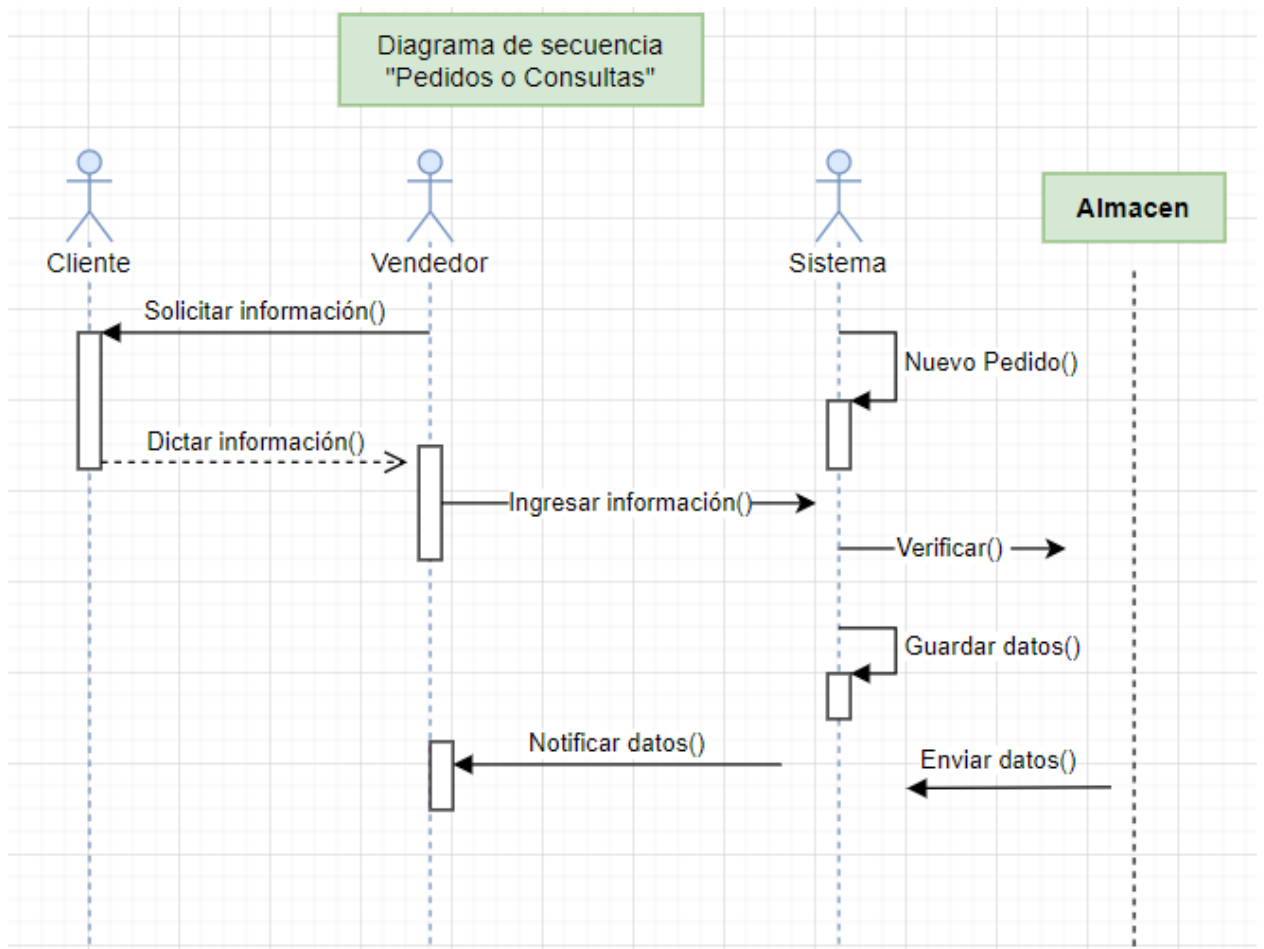 Diagrama de secuencia
"Pedidos o Consultas"
Almacen
Cliente
Vendedor
Sistema
Solicitar información()
Nuevo Pedido()
Dictar información()
Ingresar información()
Verificar()
Guardar datos()
Notificar datos()
Enviar datos()